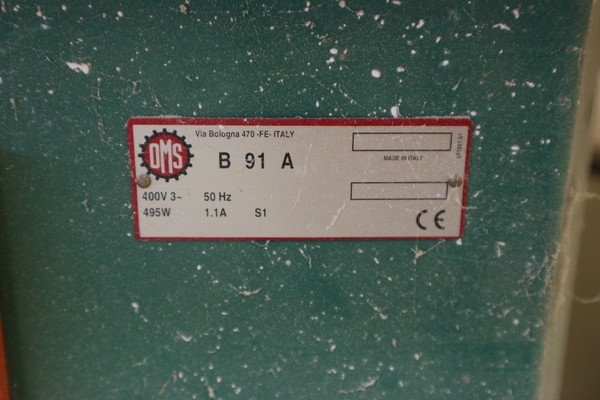 OMS
Via Bologna 470 -FE- ITALY
B 91 A
MADE IN ITALY
400V 3~ 50 Hz
495W 1.1A S1
CE